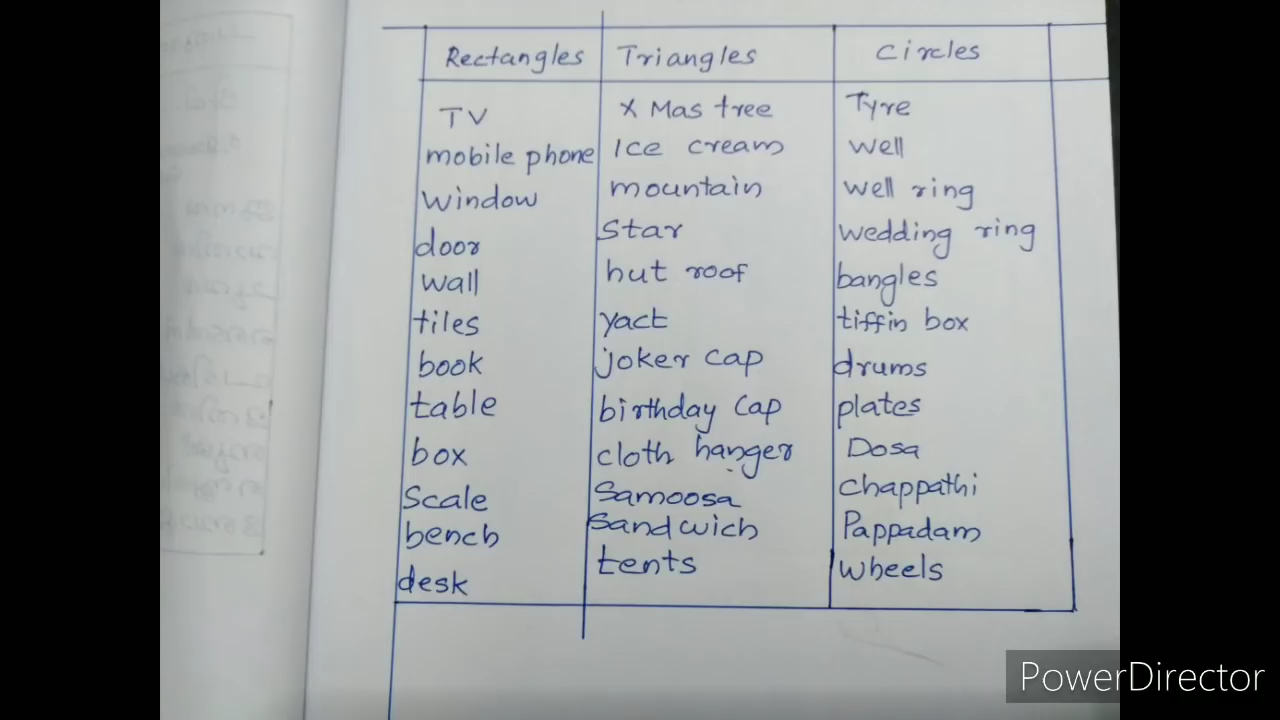 Rectangles Triangles Circles
TV X Mas tree Tyre
mobile phone Ice cream well
window mountain well ring
door Star wedding ring
wall hut roof bangles
tiles yact tiffin box
book joker cap drums
table birthday cap plates
box cloth hanger Dosa
Scale Samoosa chappathi
bench Sandwich Pappadam
desk tents wheels
PowerDirector